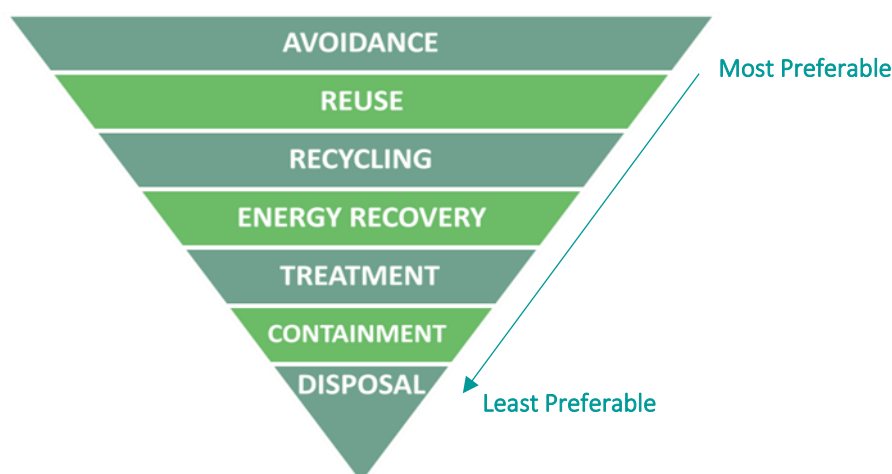 AVOIDANCE
Most Preferable
REUSE
RECYCLING
ENERGY RECOVERY
TREATMENT
CONTAINMENT
DISPOSAL
Least Preferable